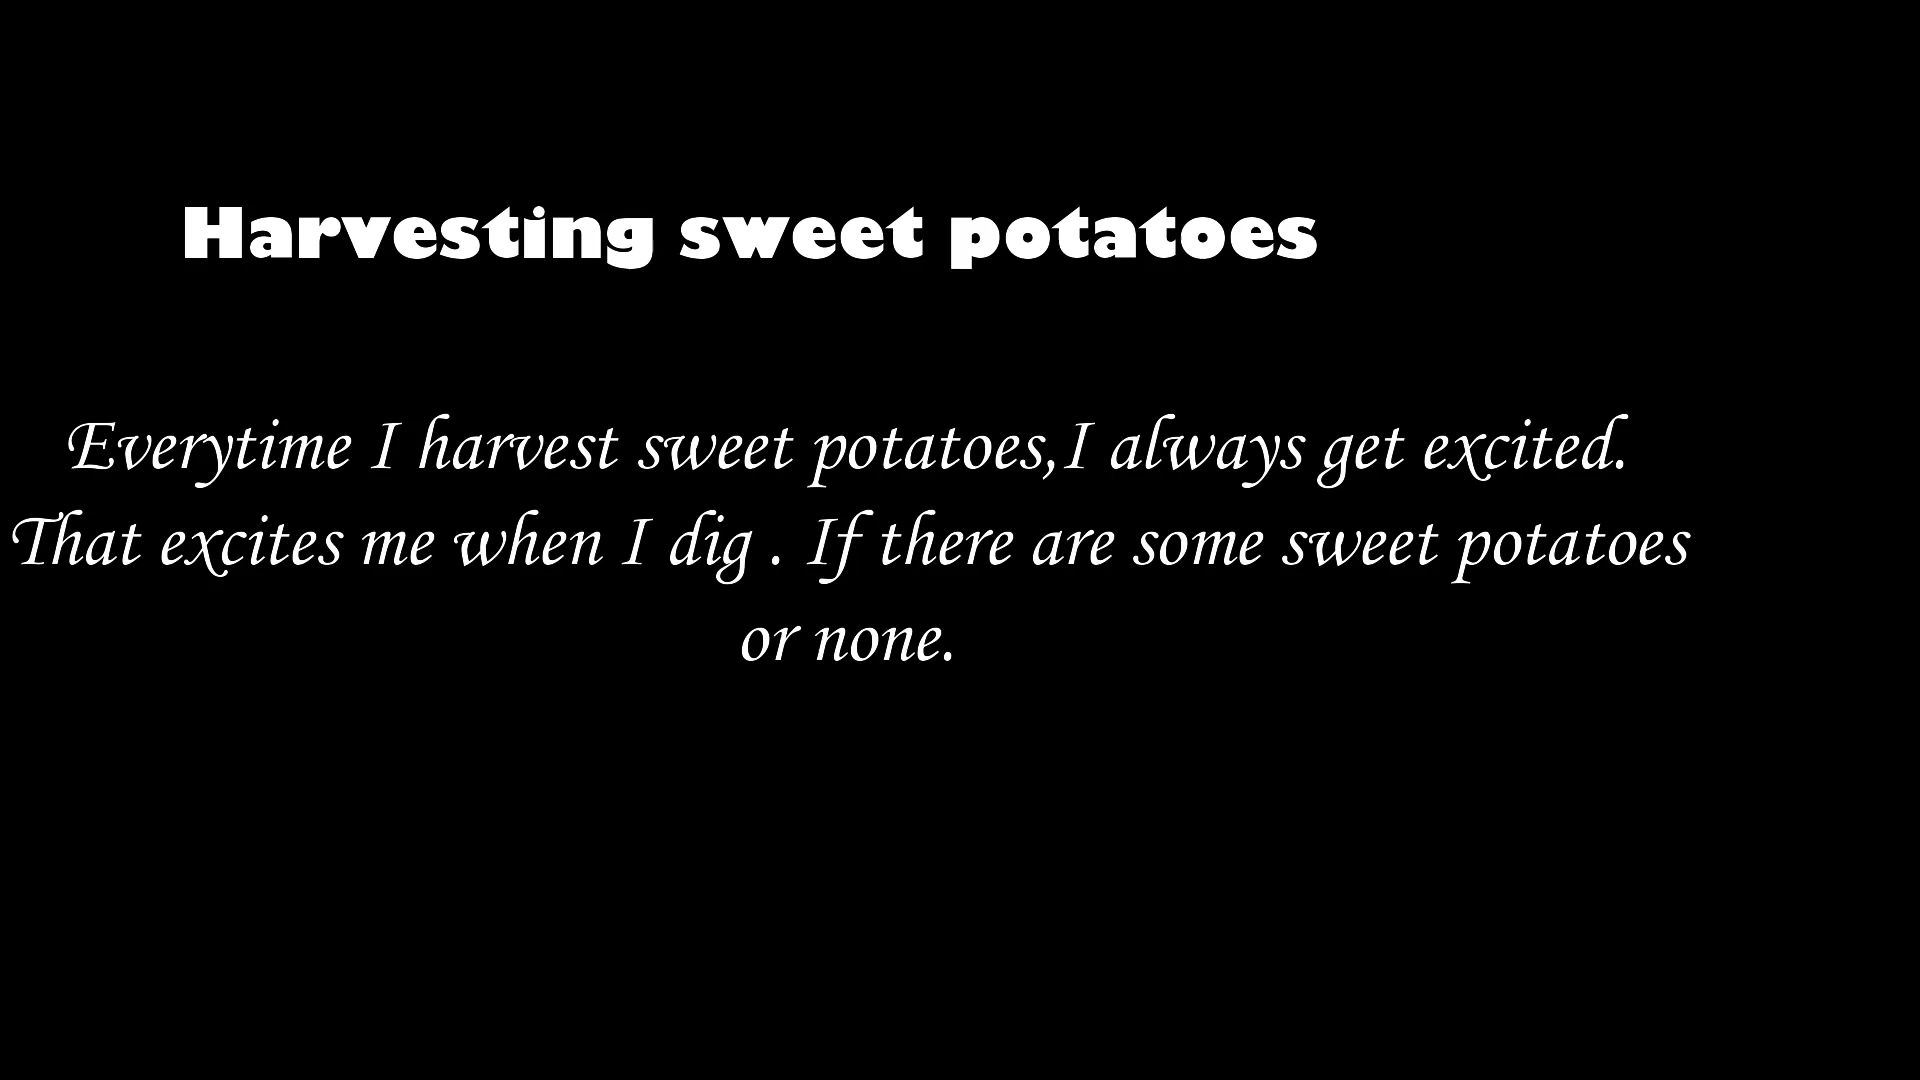 Harvesting sweet potatoes
Everytime I harvest sweet potatoes,I always get excited.
That excites me when I dig . If there are some sweet potatoes
or none.